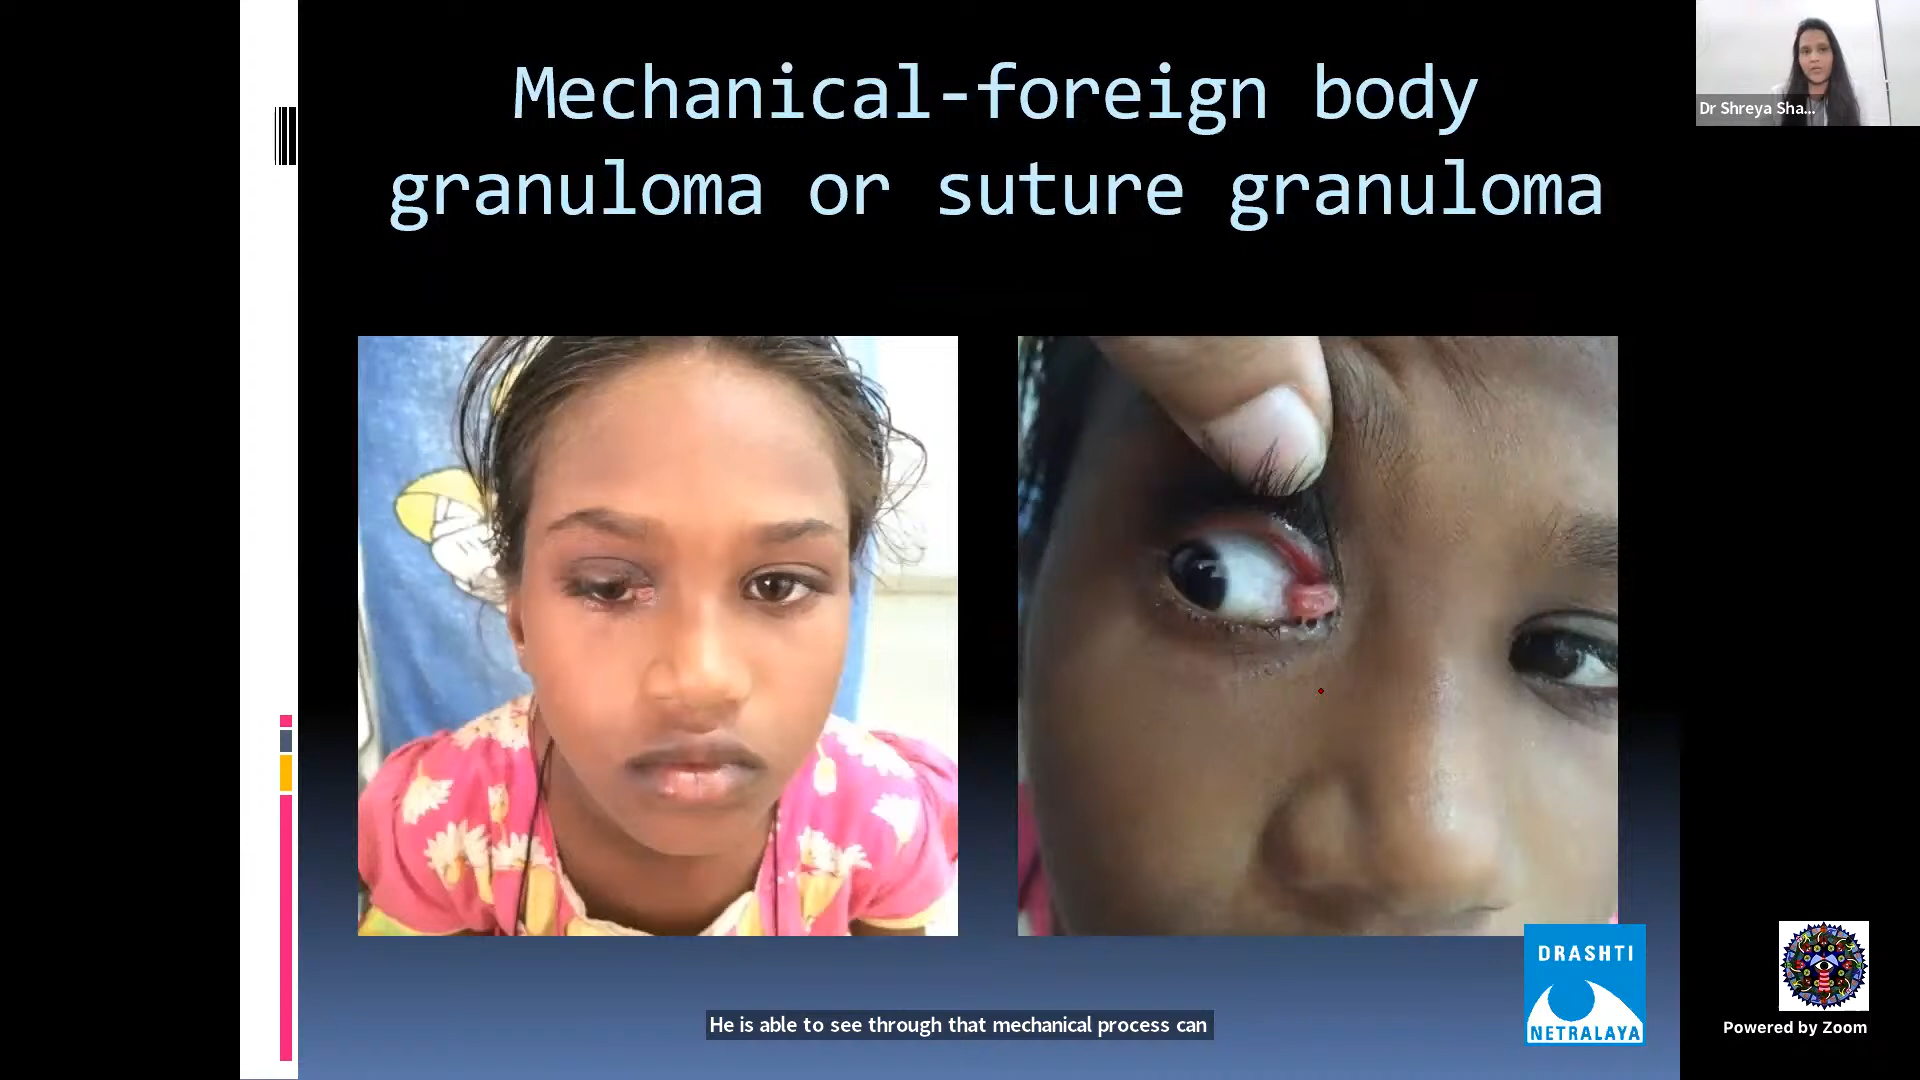 Mechanical-foreign body
granuloma or suture granuloma
Dr Shreya Sha...
DRASHTI
NETRALAYA
He is able to see through that mechanical process can
Powered by Zoom